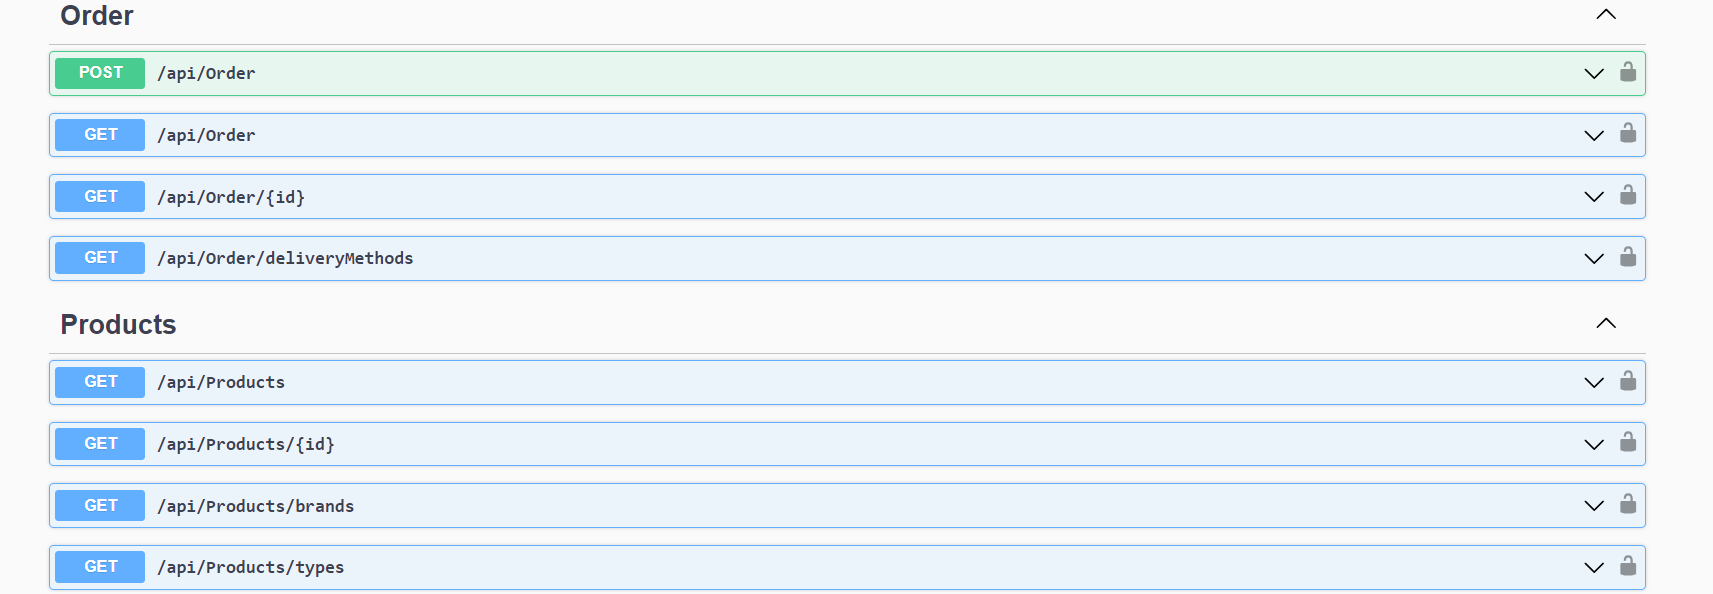 Order
POST /api/Order
GET /api/Order
GET /api/Order/{id}
GET /api/Order/deliveryMethods
Products
GET /api/Products
GET /api/Products/{id}
GET /api/Products/brands
GET /api/Products/types